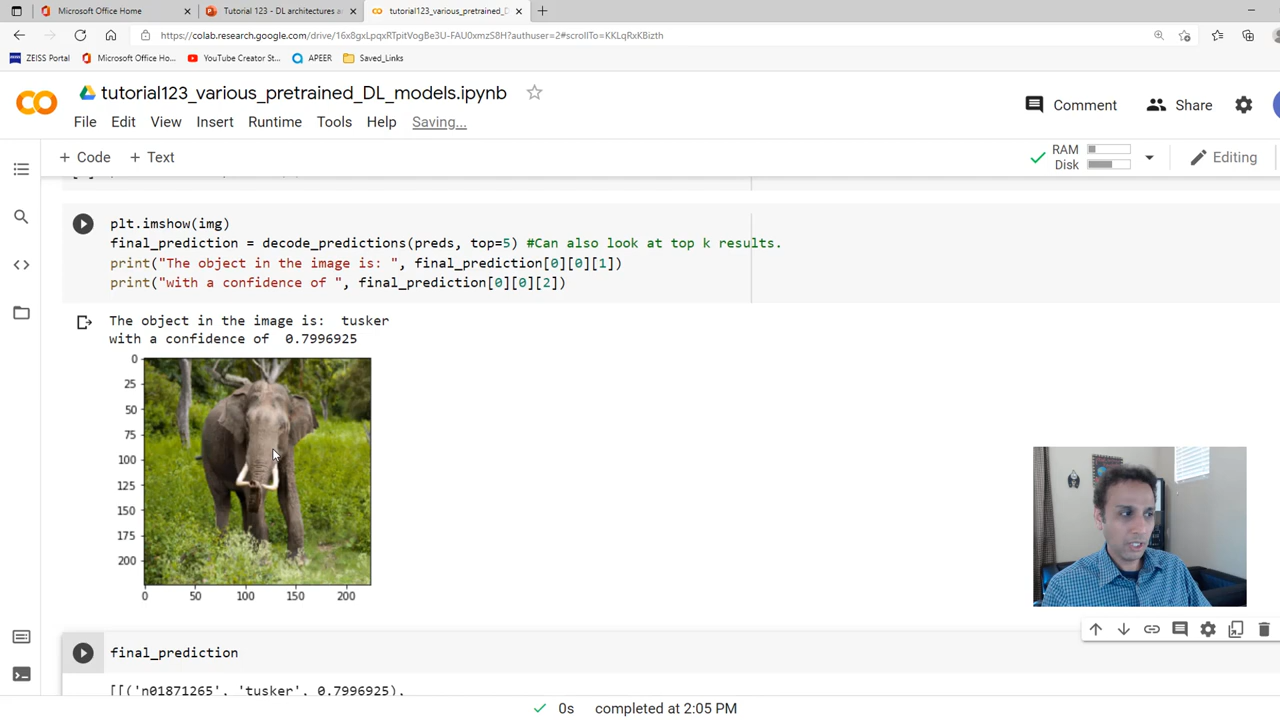 Microsoft Office Home
Tutorial 123 - DL architectures a
tutorial123_various_pretrained_D
https://colab.research.google.com/drive/16x8gxLpqxRTpitVogBe3U-FAU0xmzS8H?authuser=2#scrollTo=KKLqRxKBizth
ZEISS Portal
Microsoft Office Ho...
YouTube Creator St...
APEER
Saved_Links
tutorial123_various_pretrained_DL_models.ipynb
Comment
Share
File Edit View Insert Runtime Tools Help Saving...
+ Code + Text
RAM
Disk
Editing
plt.imshow(img)
final_prediction = decode_predictions(preds, top=5) #Can also look at top k results.
print("The object in the image is: ", final_prediction[0][0][1])
print("with a confidence of ", final_prediction[0][0][2])
The object in the image is:  tusker
with a confidence of  0.7996925
0
25
50
75
100
125
150
175
200
0 50 100 150 200
final_prediction
[[('n01871265', 'tusker', 0.7996925),
0s completed at 2:05 PM